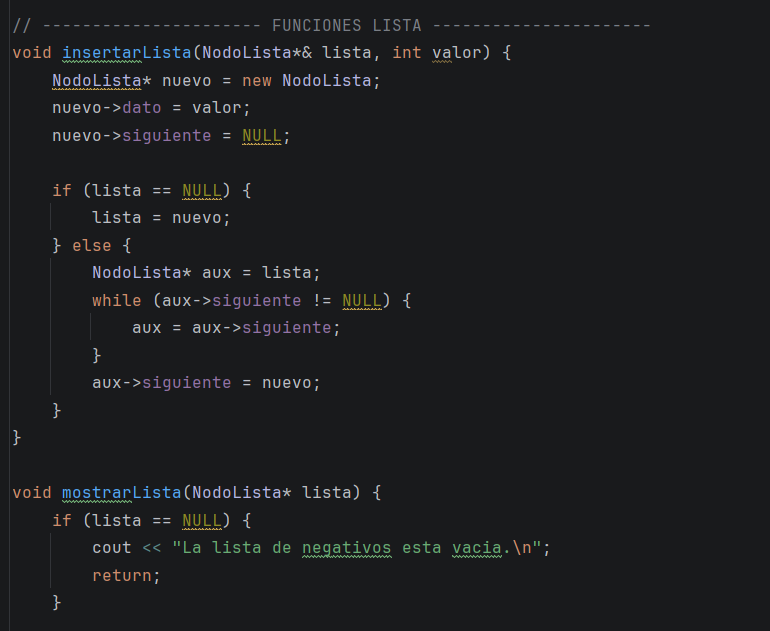 // ---------------------- FUNCIONES LISTA ----------------------
void insertarLista(NodoLista*& lista, int valor) {
    NodoLista* nuevo = new NodoLista;
    nuevo->dato = valor;
    nuevo->siguiente = NULL;

    if (lista == NULL) {
        lista = nuevo;
    } else {
        NodoLista* aux = lista;
        while (aux->siguiente != NULL) {
            aux = aux->siguiente;
        }
        aux->siguiente = nuevo;
    }
}

void mostrarLista(NodoLista* lista) {
    if (lista == NULL) {
        cout << "La lista de negativos esta vacia.\n";
        return;
    }